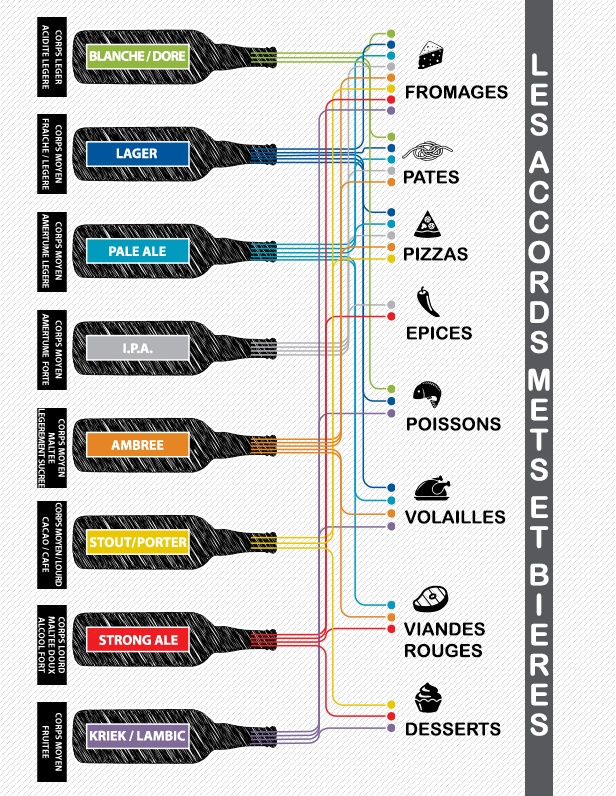 CORPS LEGER
ACIDITE LEGERE
BLANCHE / DORE
CORPS MOYEN
FRAICHE / LEGERE
LAGER
CORPS MOYEN
AMERTUME LEGERE
PALE ALE
CORPS MOYEN
AMERTUME FORTE
I.P.A.
CORPS MOYEN
MALTEE
LEGEREMENT SUCREE
AMBREE
CORPS MOYEN / LOURD
CACAO / CAFE
STOUT/PORTER
CORPS LOURD
MALTEE DOUX
ALCOOL FORT
STRONG ALE
CORPS MOYEN
FRUITEE
KRIEK / LAMBIC
FROMAGES
PATES
PIZZAS
EPICES
POISSONS
VOLAILLES
VIANDES
ROUGES
DESSERTS
LES ACCORDS METS ET BIERES